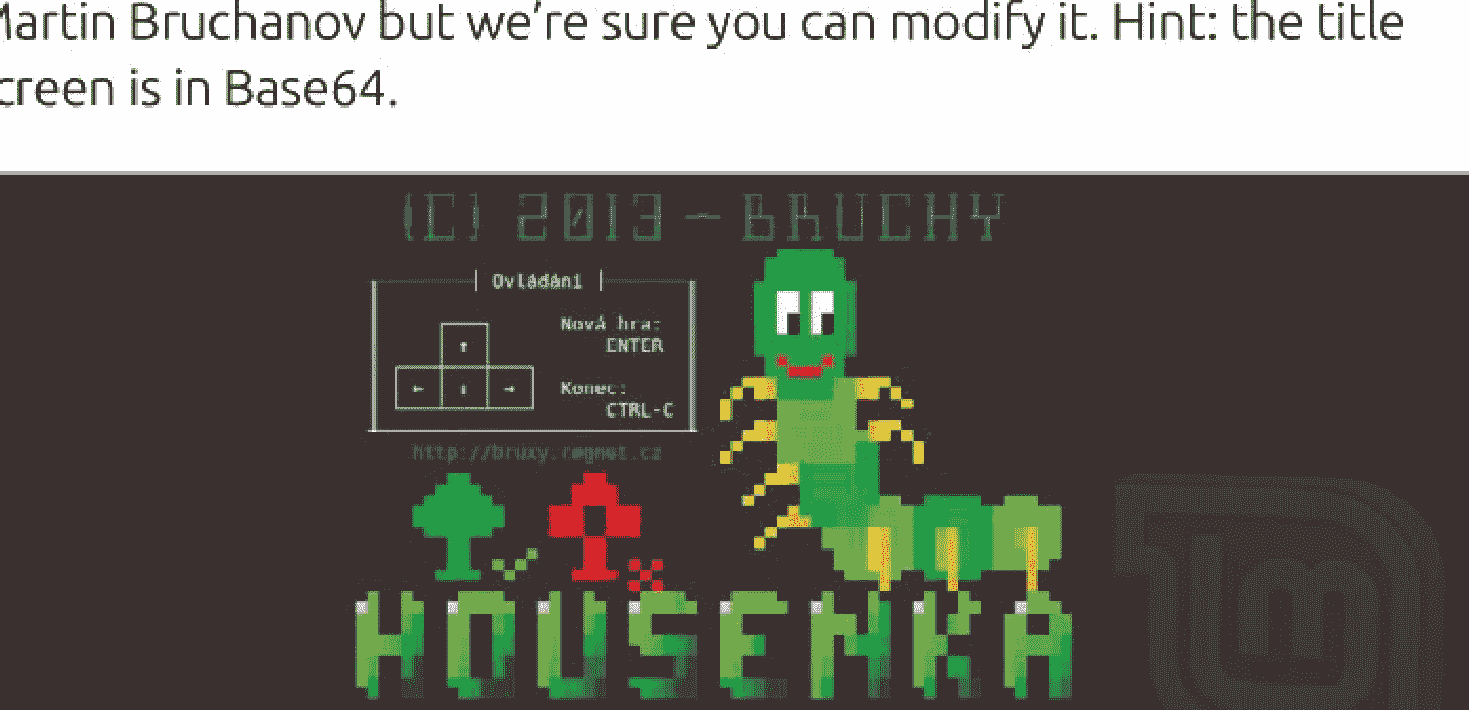 Martin Bruchanov but we’re sure you can modify it. Hint: the title
creen is in Base64.
(C) 2013 - BRUCHY
Ovládání
Nová hra:
↑ ENTER
← ↓ → Konec:
CTRL-C
http://bruxy.regnet.cz
HOUSENKA